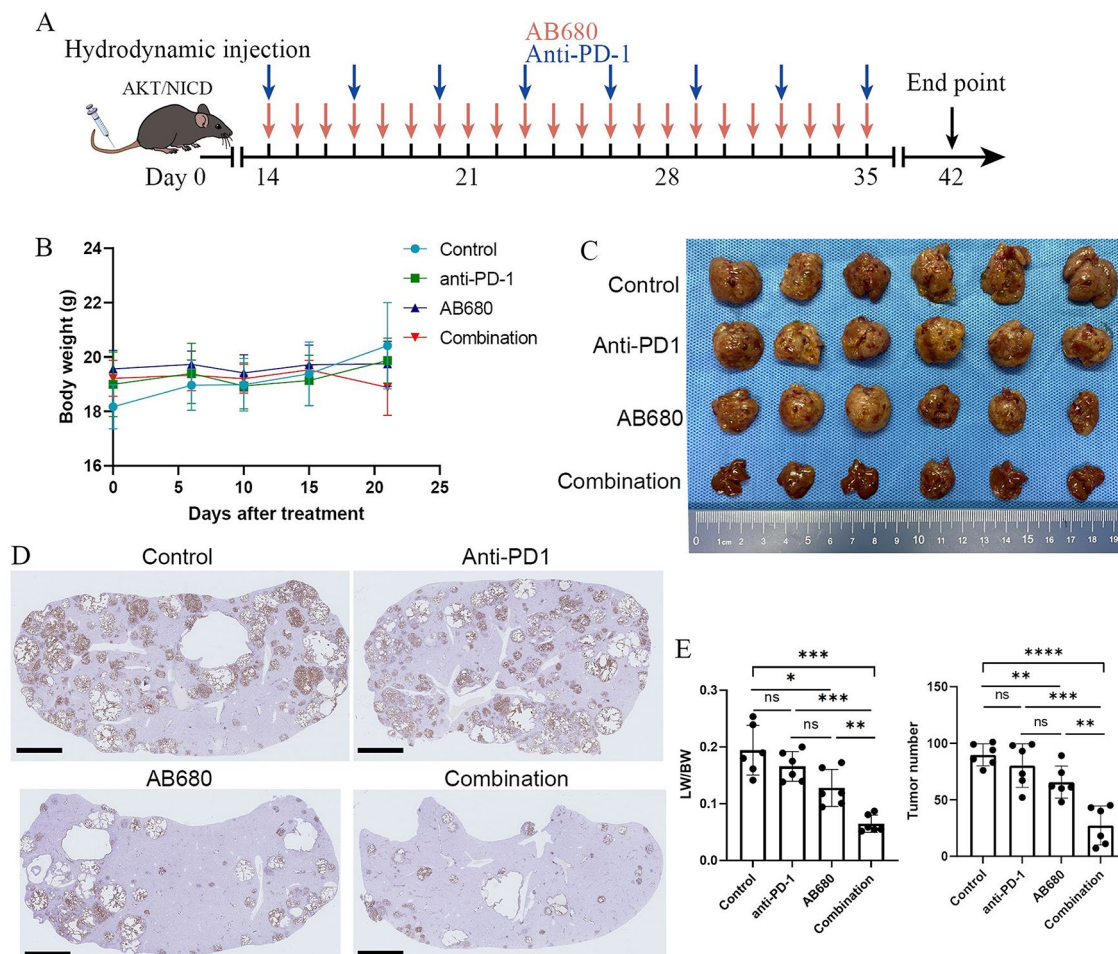 A
AB680
Anti-PD-1
Hydrodynamic injection
AKT/NICD
End point
Day 0
14
21
28
35
42
B
24
22
20
18
16
Body weight (g)
0
5
10
15
20
25
Days after treatment
Control
anti-PD-1
AB680
Combination
C
Control
Anti-PD1
AB680
Combination
0 1cm 2 3 4 5 6 7 8 9 10 11 12 13 14 15 16 17 18 19
D
Control
Anti-PD1
AB680
Combination
E
***
*
ns
***
ns
**
0.3
0.2
0.1
0.0
LW/BW
Control
anti-PD-1
AB680
Combination
****
**
ns
***
ns
**
150
100
50
0
Tumor number
Control
anti-PD-1
AB680
Combination